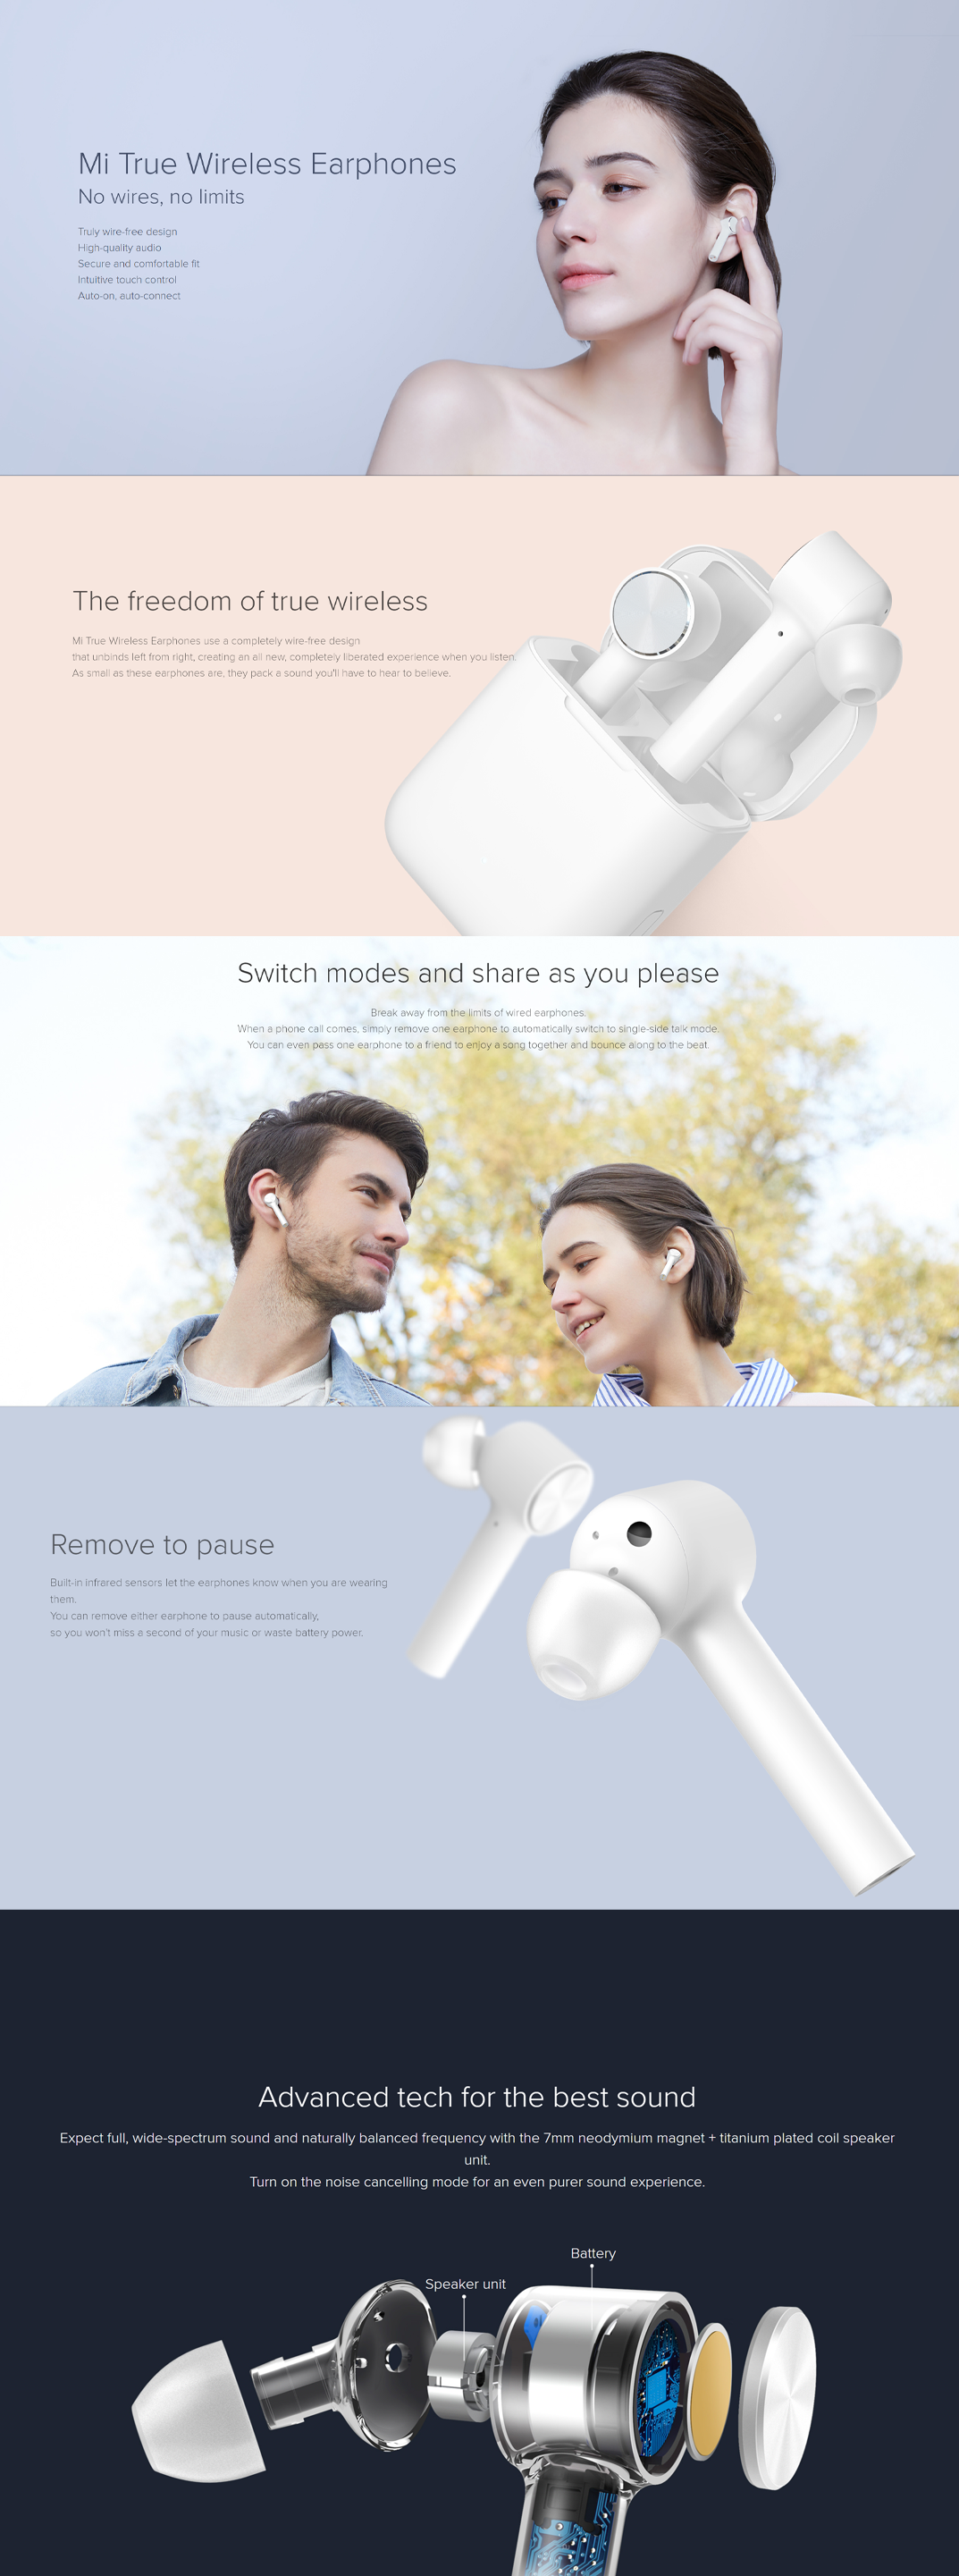 Mi True Wireless Earphones
No wires, no limits
Truly wire-free design
High-quality audio
Secure and comfortable fit
Intuitive touch control
Auto-on, auto-connect
The freedom of true wireless
Mi True Wireless Earphones use a completely wire-free design
that unbinds left from right, creating an all new, completely liberated experience when you listen.
As small as these earphones are, they pack a sound you'll have to hear to believe.
Switch modes and share as you please
Break away from the limits of wired earphones.
When a phone call comes, simply remove one earphone to automatically switch to single-side talk mode.
You can even pass one earphone to a friend to enjoy a song together and bounce along to the beat.
Remove to pause
Built-in infrared sensors let the earphones know when you are wearing
them.
You can remove either earphone to pause automatically,
so you won't miss a second of your music or waste battery power.
Advanced tech for the best sound
Expect full, wide-spectrum sound and naturally balanced frequency with the 7mm neodymium magnet + titanium plated coil speaker
unit.
Turn on the noise cancelling mode for an even purer sound experience.
Battery
Speaker unit